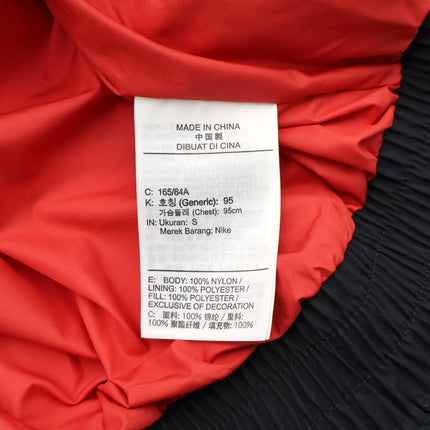 MADE IN CHINA
中国製
DIBUAT DI CINA
C: 165/84A
K: 호칭 (Generic): 95
가슴둘레 (Chest): 95cm
IN: Ukuran: S
Merek Barang: Nike
E: BODY: 100% NYLON/
LINING: 100% POLYESTER/
FILL: 100% POLYESTER/
EXCLUSIVE OF DECORATION
C: 面料: 100% 锦纶 / 里料:
100% 聚酯纤维 / 填充物:
100%